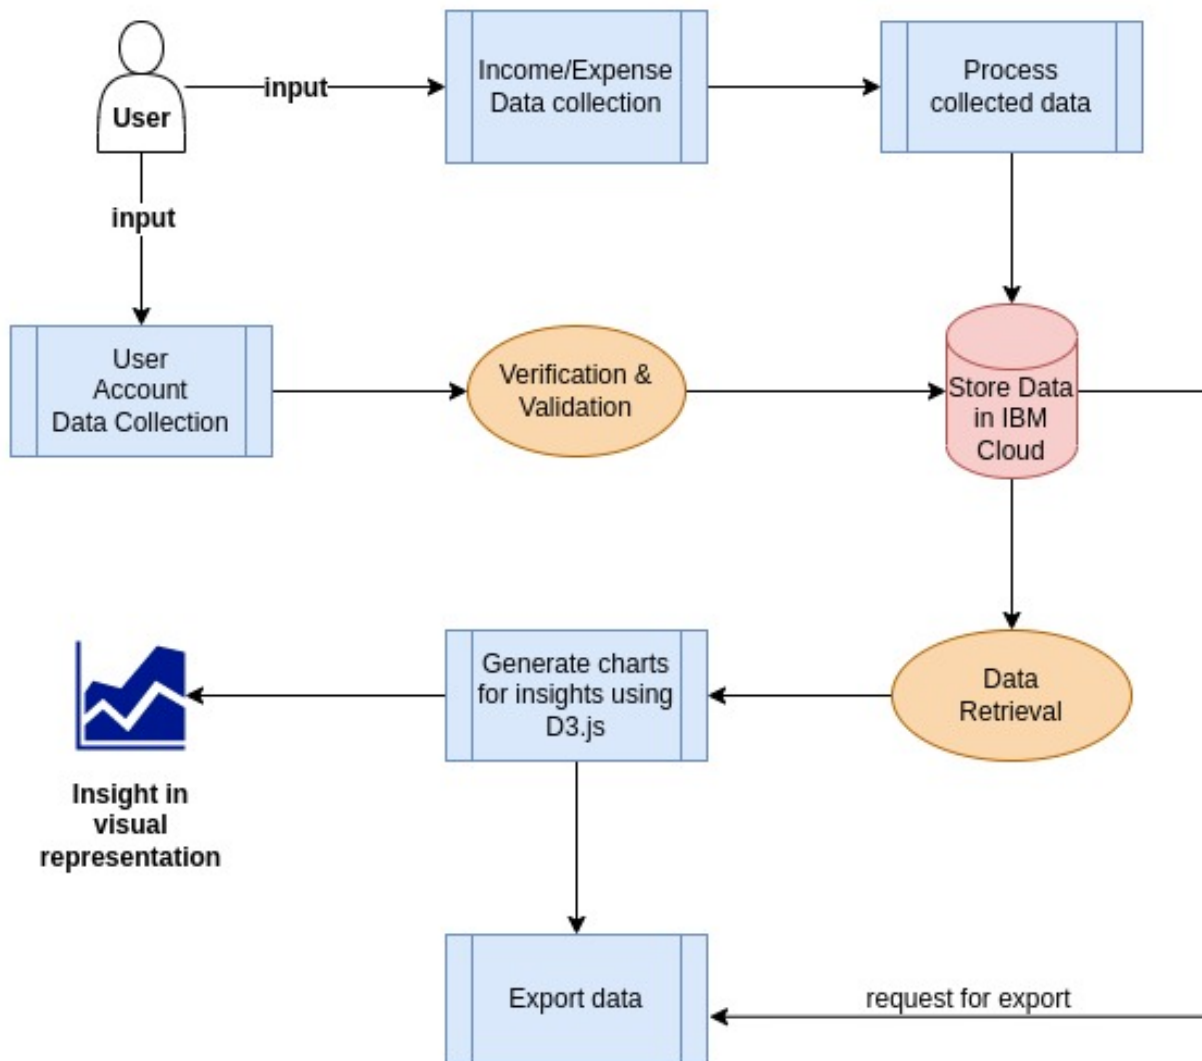 User
input
Income/Expense
Data collection
Process
collected data
input
User
Account
Data Collection
Verification &
Validation
Store Data
in IBM
Cloud
Insight in
visual
representation
Generate charts
for insights using
D3.js
Data
Retrieval
Export data
request for export